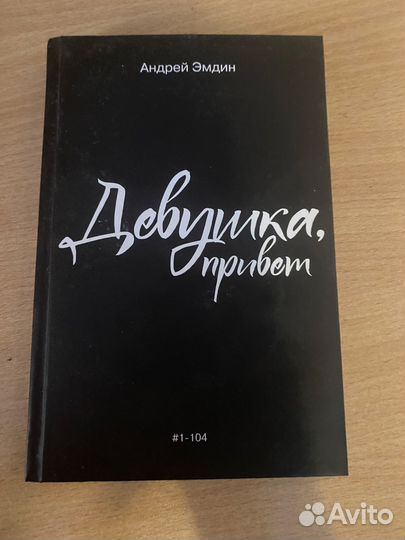 Андрей Эмдин
Девушка,
привет
#1-104
Avito